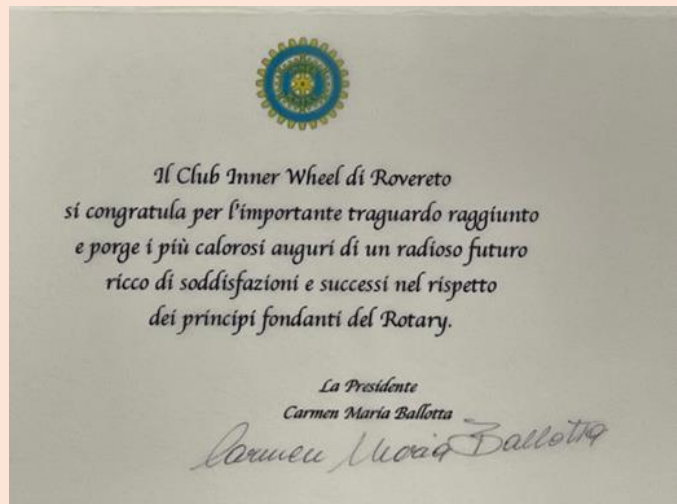 Il Club Inner Wheel di Rovereto
si congratula per l'importante traguardo raggiunto
e porge i più calorosi auguri di un radioso futuro
ricco di soddisfazioni e successi nel rispetto
dei principi fondanti del Rotary.
La Presidente
Carmen Maria Ballotta
Carmen Maria Ballotta